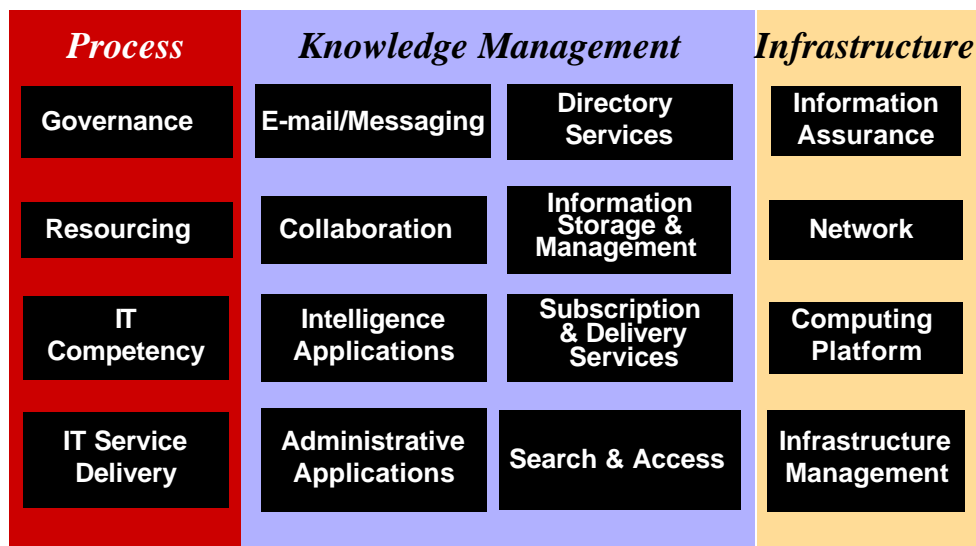 Process
Knowledge Management
Infrastructure
Governance
E-mail/Messaging
Directory
Services
Information
Assurance
Resourcing
Collaboration
Information
Storage &
Management
Network
IT
Competency
Intelligence
Applications
Subscription
& Delivery
Services
Computing
Platform
IT Service
Delivery
Administrative
Applications
Search & Access
Infrastructure
Management